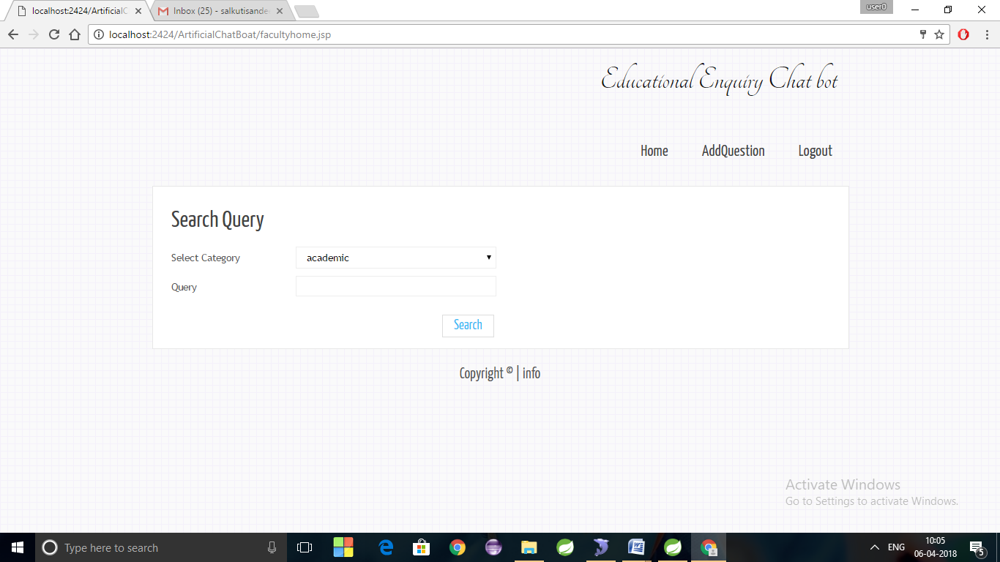 localhost:2424/ArtificialC
Inbox (25) - salkutisande
user0
localhost:2424/ArtificialChatBoat/facultyhome.jsp
Educational Enquiry Chat bot
Home AddQuestion Logout
Search Query
Select Category academic
Query
Search
Copyright © | info
Activate Windows
Go to Settings to activate Windows.
Type here to search
ENG
10:05
06-04-2018
5